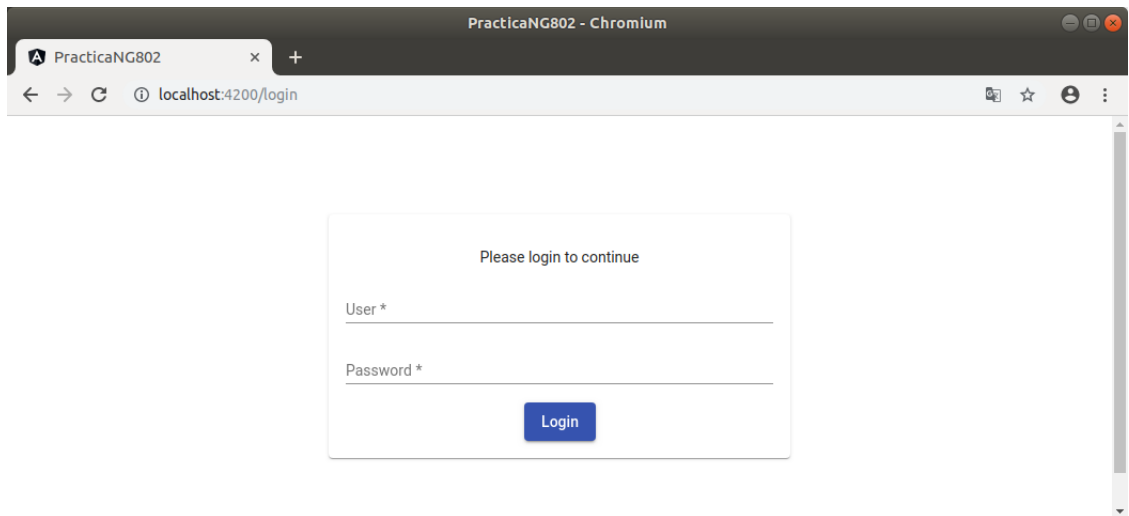 PracticaNG802 - Chromium
PracticaNG802
localhost:4200/login
Please login to continue
User *
Password *
Login